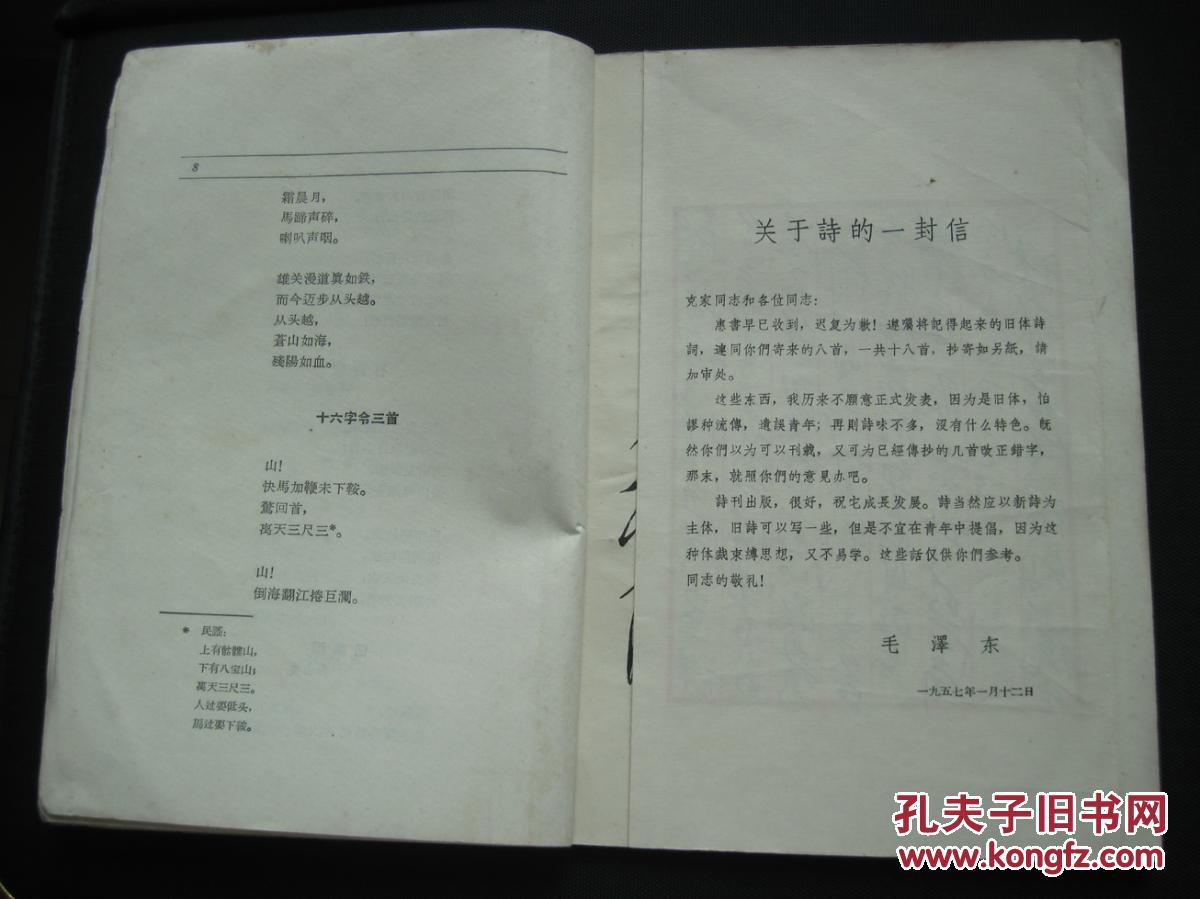 8
霜晨月，
馬蹄声碎，
喇叭声咽。
雄关漫道眞如鉄，
而今迈步从头越。
从头越，
蒼山如海，
殘陽如血。
十六字令三首
山！
快馬加鞭未下鞍。
驚回首，
离天三尺三*。
山！
倒海翻江捲巨瀾。
* 民謠：
上有骷髏山，
下有八宝山；
离天三尺三。
人过要低头，
馬过要下鞍。
关于詩的一封信
克家同志和各位同志：
惠書早已收到，迟复为歉！遵囑将記得起来的旧体詩
詞，連同你們寄来的八首，一共十八首，抄寄如另紙，請
加审处。
这些东西，我历来不願意正式发表，因为是旧体，怕
謬种流傳，遺誤青年；再則詩味不多，沒有什么特色。旣
然你們以为可以刊載，又可为已經傳抄的几首改正錯字，
那末，就照你們的意見办吧。
詩刊出版，很好，祝它成長发展。詩当然应以新詩为
主体，旧詩可以写一些，但是不宜在青年中提倡，因为这
种体裁束縛思想，又不易学。这些話仅供你們参考。
同志的敬礼！
毛澤东
一九五七年一月十二日
孔夫子旧书网
www.kongfz.com